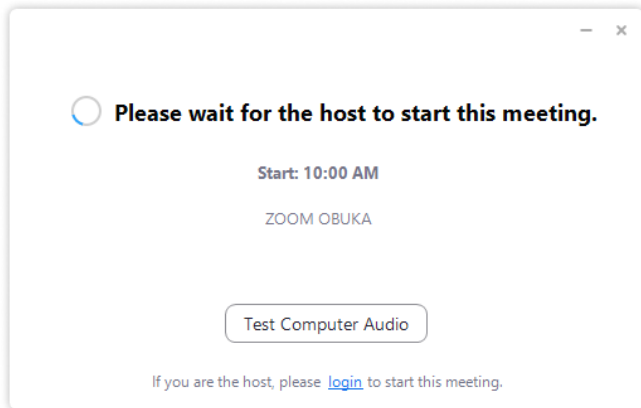 Please wait for the host to start this meeting.
Start: 10:00 AM
ZOOM OBUKA
Test Computer Audio
If you are the host, please login to start this meeting.